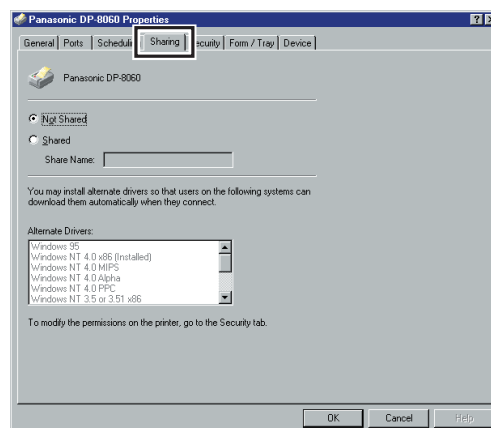 Panasonic DP-8060 Properties
General Ports Scheduling Sharing Security Form / Tray Device
Panasonic DP-8060
Not Shared
Shared
Share Name:
You may install alternate drivers so that users on the following systems can
download them automatically when they connect.
Alternate Drivers:
Windows 95
Windows NT 4.0 x86 (Installed)
Windows NT 4.0 MIPS
Windows NT 4.0 Alpha
Windows NT 4.0 PPC
Windows NT 3.5 or 3.51 x86
To modify the permissions on the printer, go to the Security tab.
OK Cancel Help